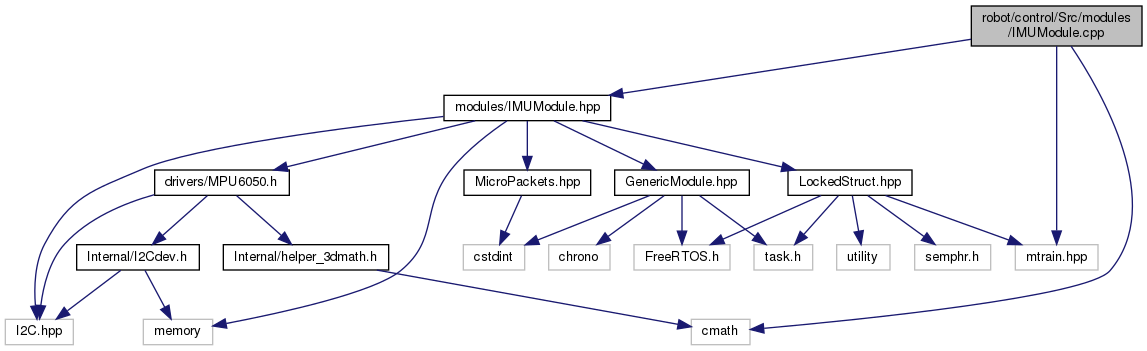 robot/control/Src/modules
/IMUModule.cpp
modules/IMUModule.hpp
drivers/MPU6050.h
MicroPackets.hpp
GenericModule.hpp
LockedStruct.hpp
Internal/I2Cdev.h
Internal/helper_3dmath.h
cstdint
chrono
FreeRTOS.h
task.h
utility
semphr.h
mtrain.hpp
I2C.hpp
memory
cmath